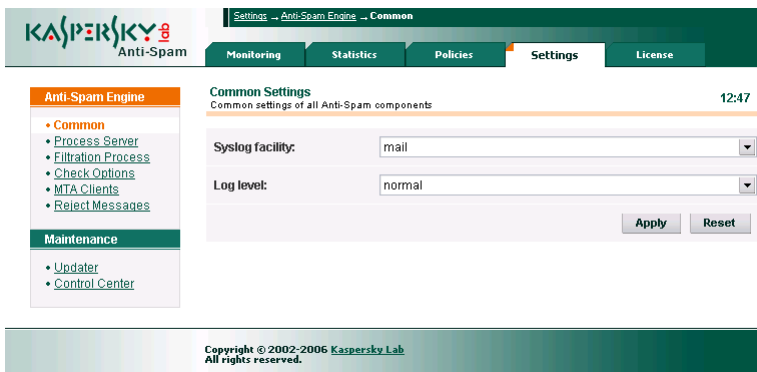 Settings → Anti-Spam Engine → Common
KASPERSKY lab
Anti-Spam
Monitoring Statistics Policies Settings License
Anti-Spam Engine
• Common
• Process Server
• Filtration Process
• Check Options
• MTA Clients
• Reject Messages
Maintenance
• Updater
• Control Center
Common Settings
Common settings of all Anti-Spam components
12:47
Syslog facility: mail
Log level: normal
Apply Reset
Copyright © 2002-2006 Kaspersky Lab
All rights reserved.